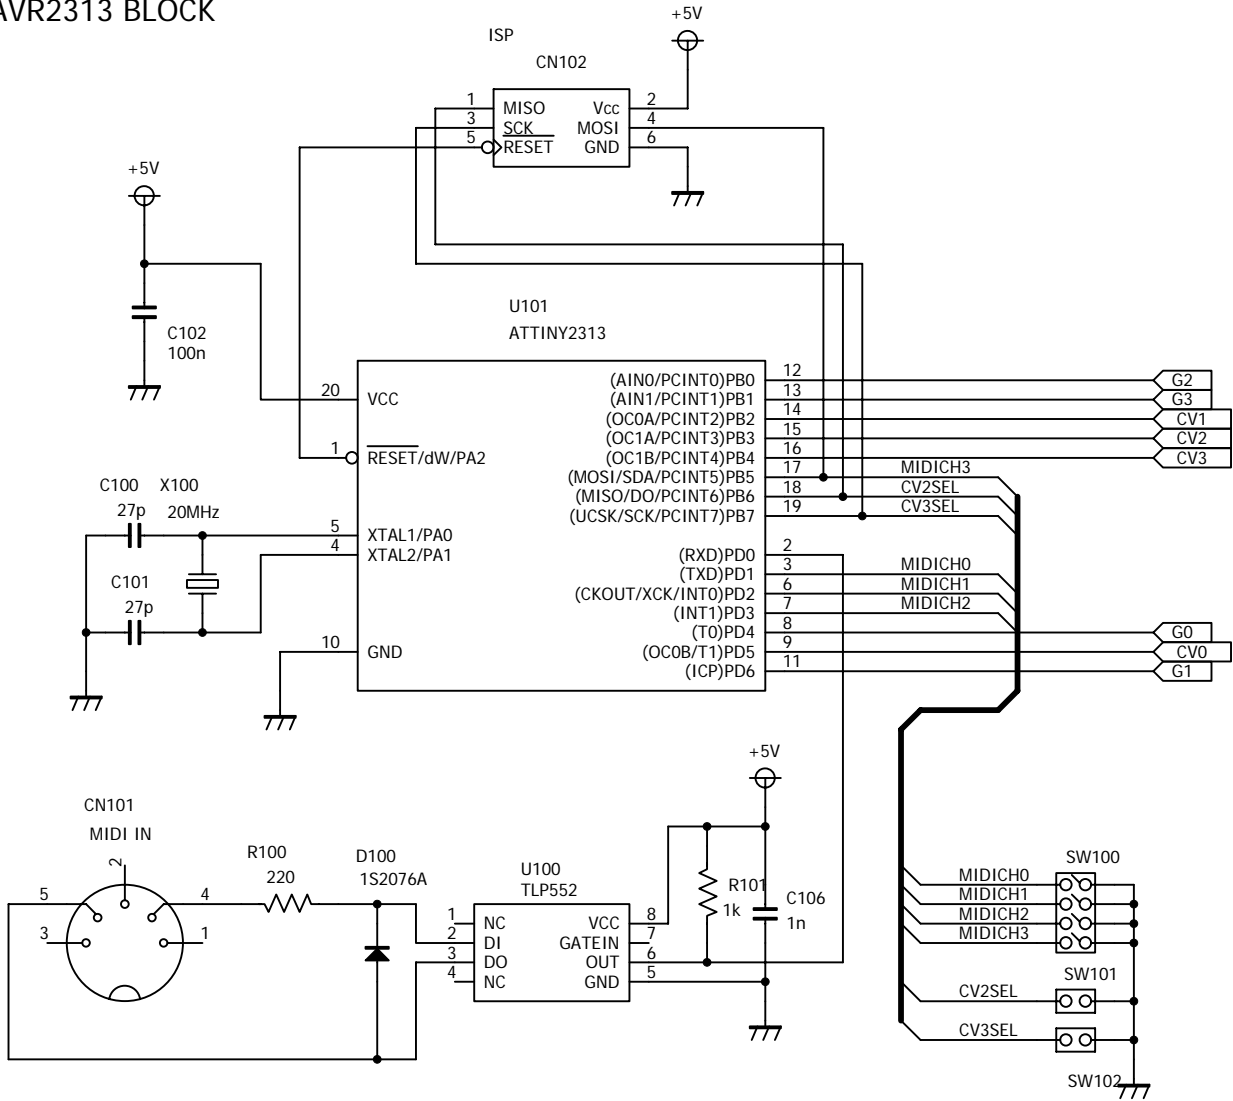 AVR2313 BLOCK
+5V
ISP
CN102
1 MISO Vcc 2
3 SCK MOSI 4
5 RESET GND 6
+5V
C102
100n
U101
ATTINY2313
20 VCC
1 RESET/dW/PA2
5 XTAL1/PA0
4 XTAL2/PA1
10 GND
C100 X100
27p 20MHz
C101
27p
(AIN0/PCINT0)PB0 12 G2
(AIN1/PCINT1)PB1 13 G3
(OC0A/PCINT2)PB2 14 CV1
(OC1A/PCINT3)PB3 15 CV2
(OC1B/PCINT4)PB4 16 CV3
(MOSI/SDA/PCINT5)PB5 17 MIDICH3
(MISO/DO/PCINT6)PB6 18 CV2SEL
(UCSK/SCK/PCINT7)PB7 19 CV3SEL
(RXD)PD0 2
(TXD)PD1 3 MIDICH0
(CKOUT/XCK/INT0)PD2 6 MIDICH1
(INT1)PD3 7 MIDICH2
(T0)PD4 8 G0
(OC0B/T1)PD5 9 CV0
(ICP)PD6 11 G1
+5V
CN101
MIDI IN
2
5 4
3 1
R100
220
D100
1S2076A
U100
TLP552
1 NC VCC 8
2 DI GATEIN 7
3 DO OUT 6
4 NC GND 5
R101
1k
C106
1n
SW100
MIDICH0
MIDICH1
MIDICH2
MIDICH3
SW101
CV2SEL
CV3SEL
SW102